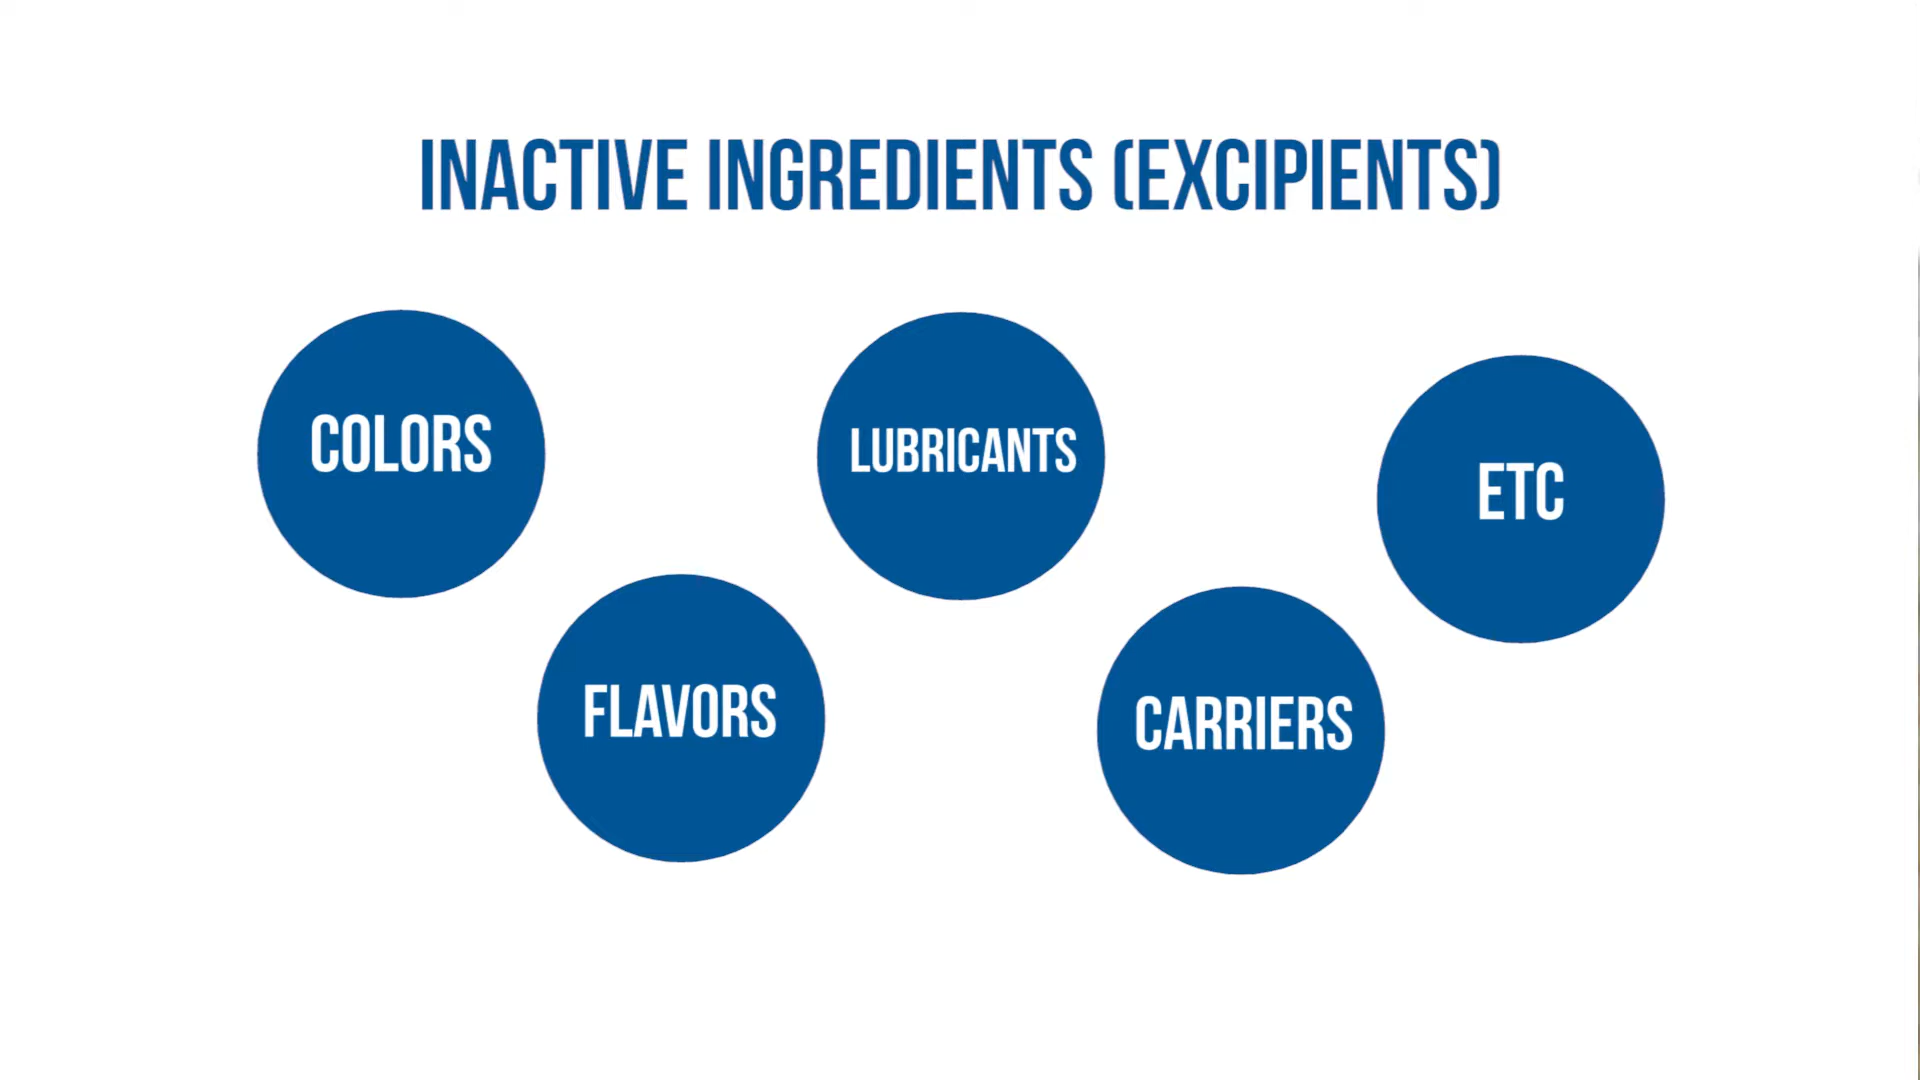 INACTIVE INGREDIENTS (EXCIPIENTS)
COLORS
LUBRICANTS
ETC
FLAVORS
CARRIERS